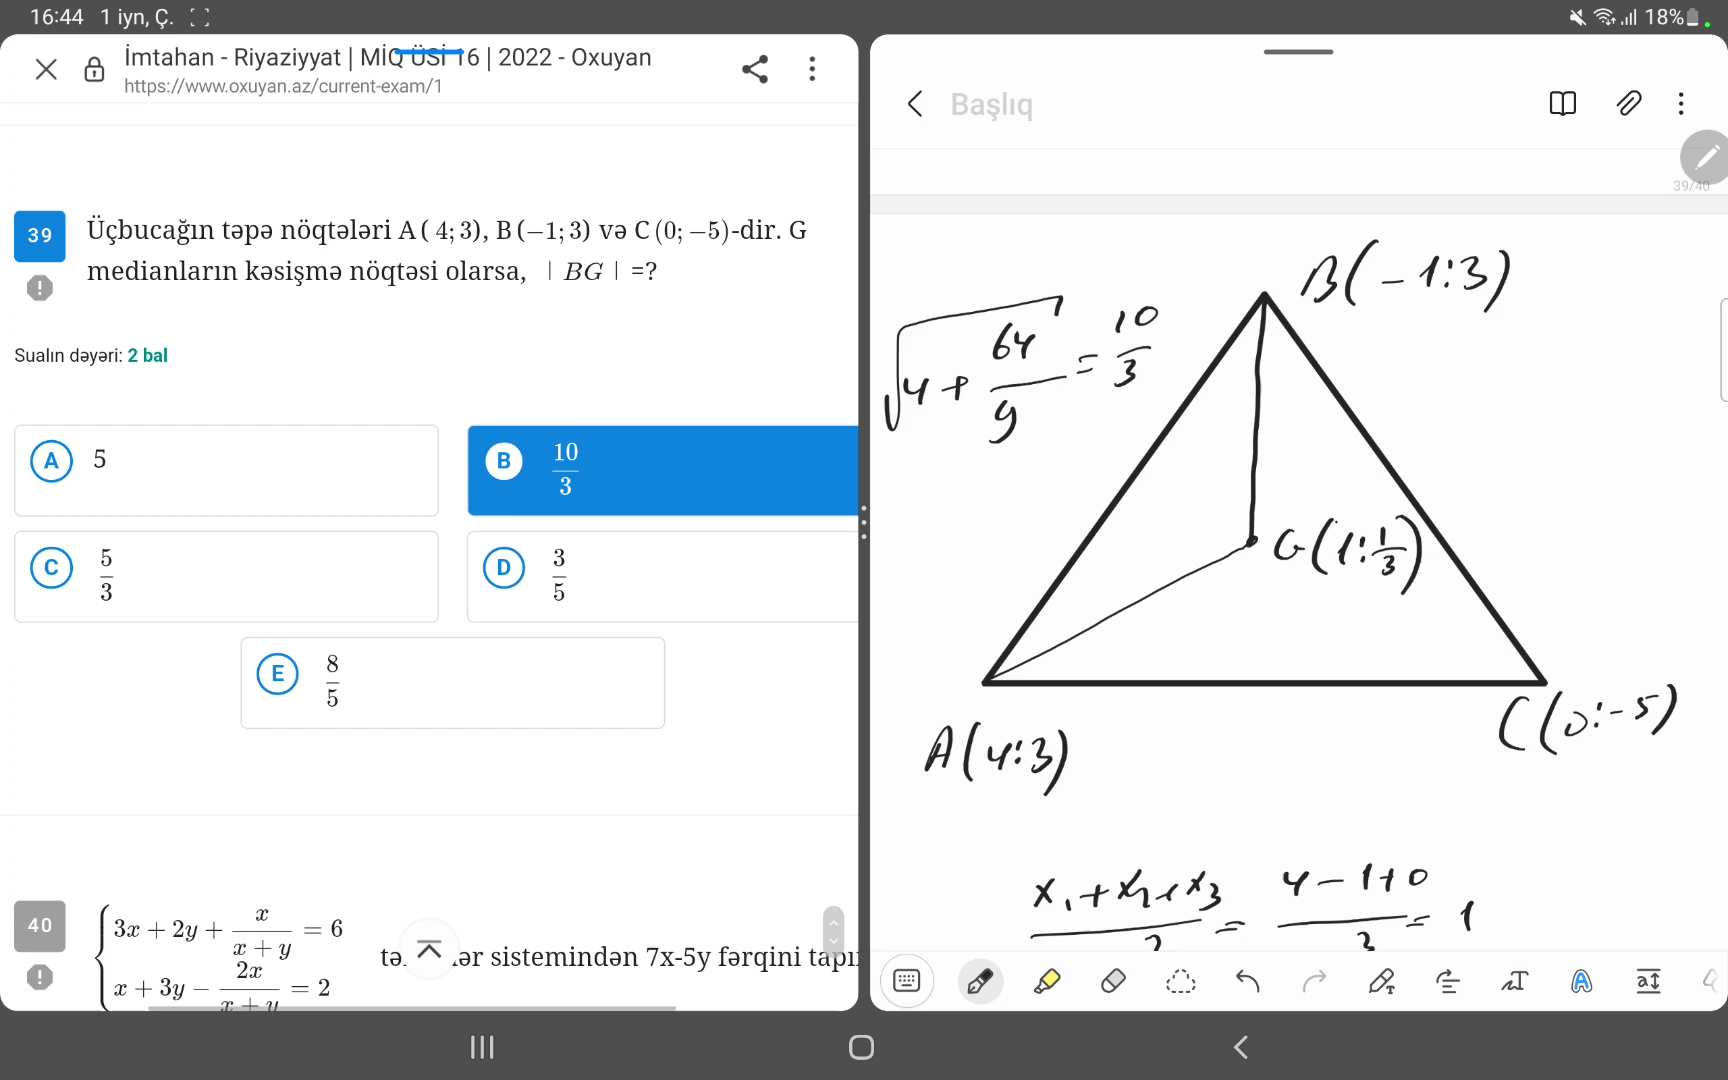 16:44 1 iyn, Ç.
18%
İmtahan - Riyaziyyat | MİQ ÜSİ 16 | 2022 - Oxuyan
https://www.oxuyan.az/current-exam/1
39
Üçbucağın təpə nöqtələri A( 4; 3), B(−1; 3) və C(0; −5)-dir. G
medianların kəsişmə nöqtəsi olarsa, | BG | =?
Sualın dəyəri: 2 bal
A 5
B 10/3
C 5/3
D 3/5
E 8/5
40
3x + 2y + x/(x + y) = 6
x + 3y − 2x/(x + y) = 2
sistemindən 7x-5y fərqini
Başlıq
39/40
B(-1:3)
√(4+64/9) = 10/3
G(1:1/3)
A(4:3)
C(0:-5)
(x₁+x₂+x₃)/3 = (4-1+0)/3 = 1